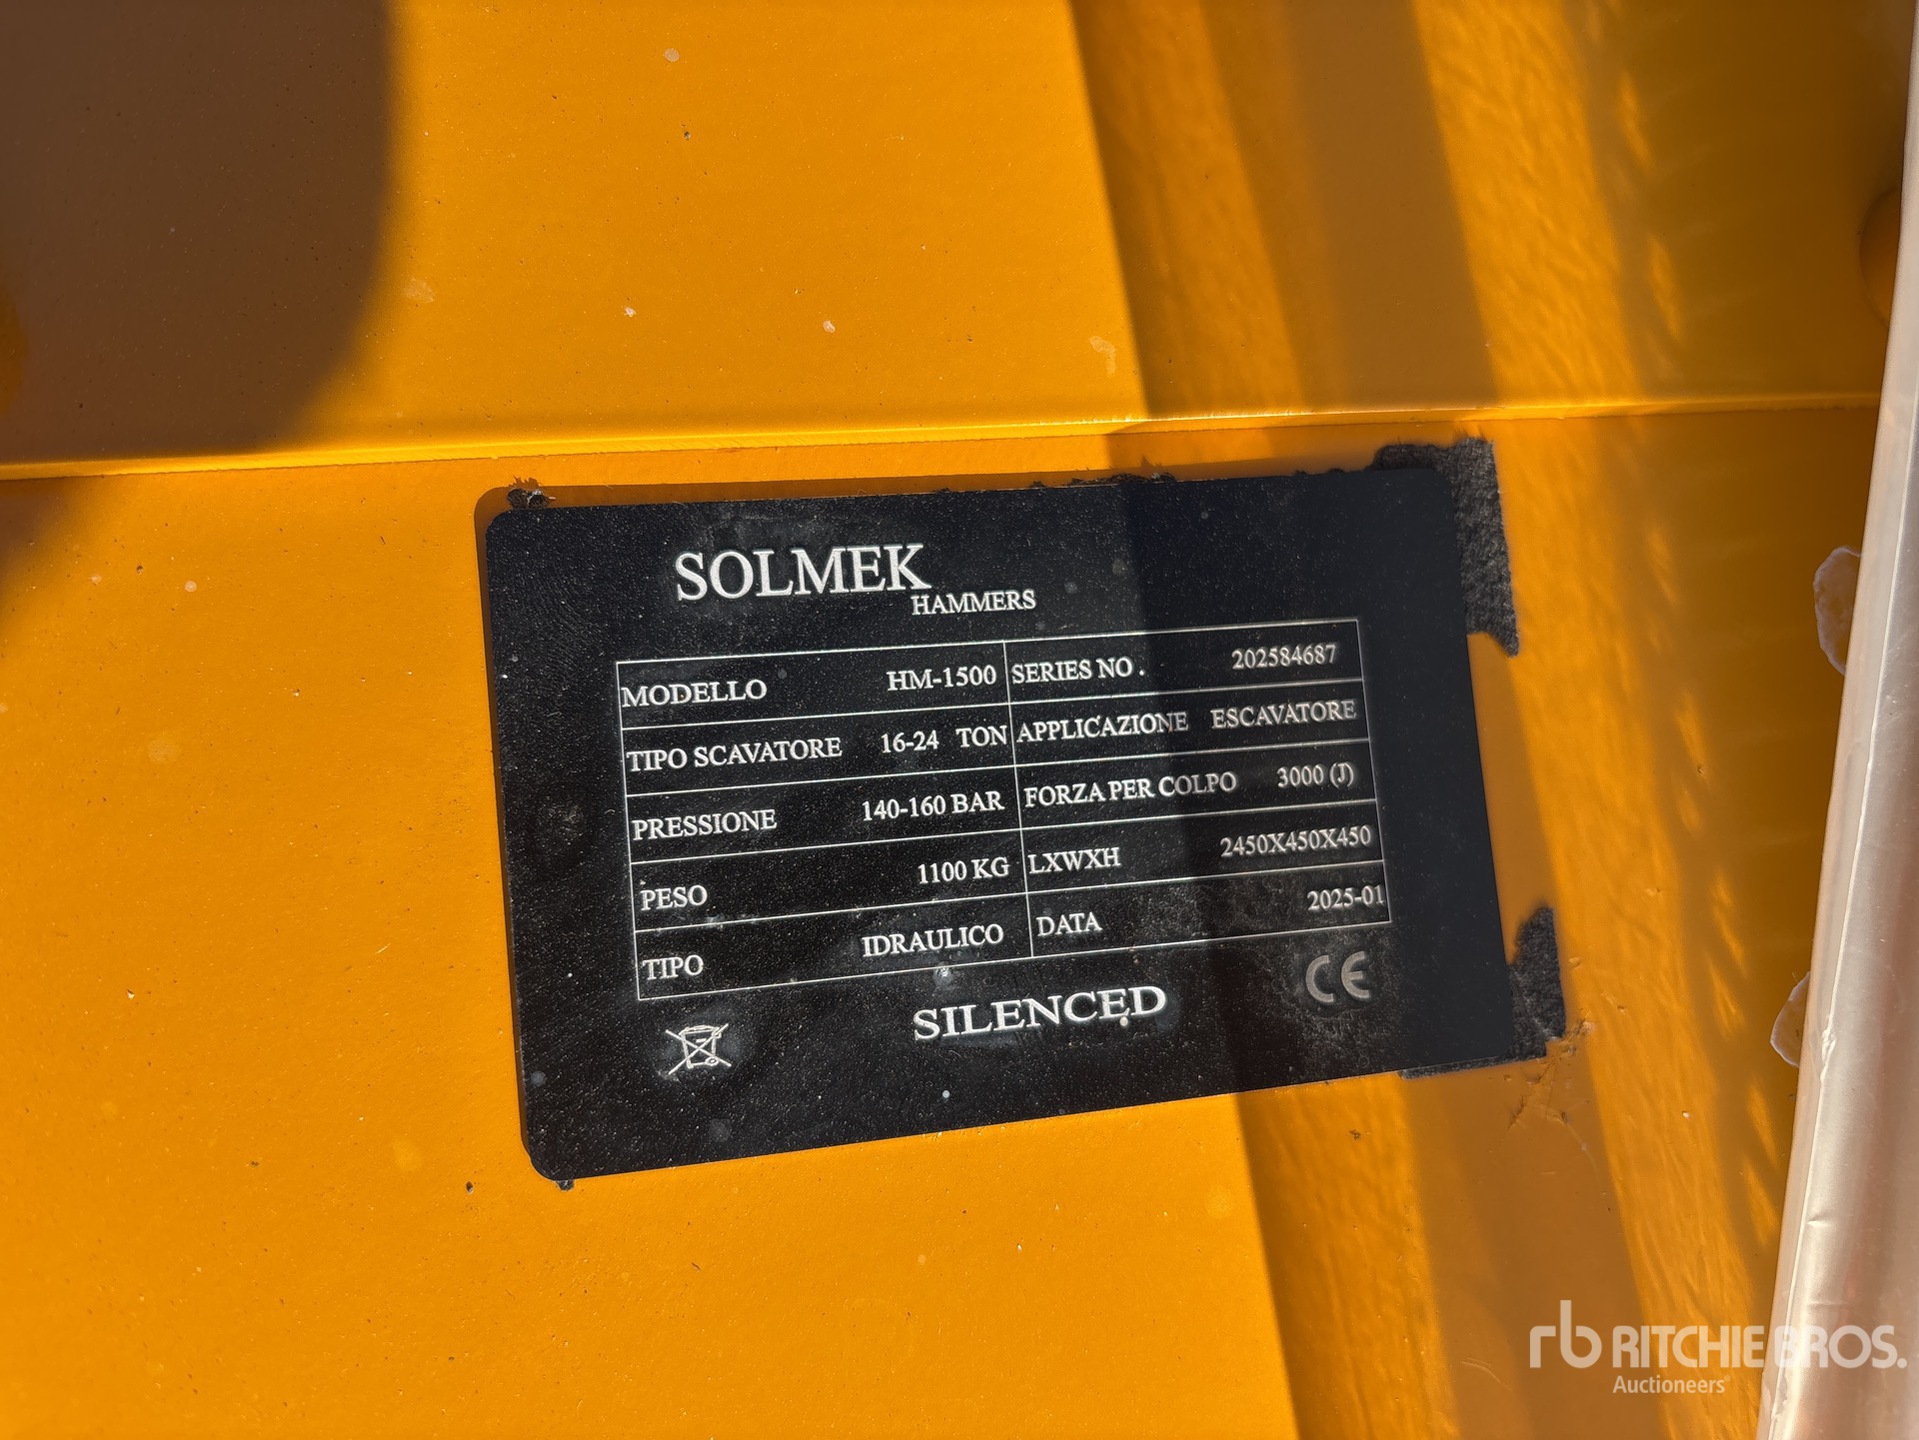 SOLMEK
HAMMERS
MODELLO HM-1500 SERIES NO . 202584687
TIPO SCAVATORE 16-24 TON APPLICAZIONE ESCAVATORE
PRESSIONE 140-160 BAR FORZA PER COLPO 3000 (J)
PESO 1100 KG LXWXH 2450X450X450
TIPO IDRAULICO DATA 2025-01
SILENCED CE
rb RITCHIE BROS.
Auctioneers